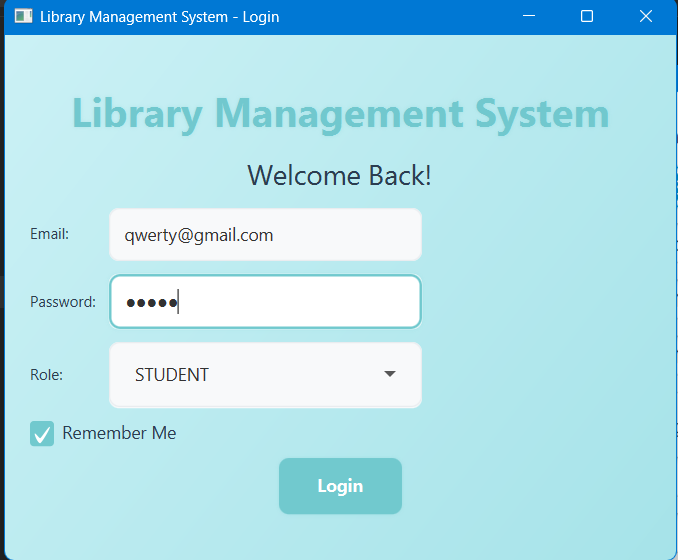 Library Management System - Login
Library Management System
Welcome Back!
Email: qwerty@gmail.com
Password: •••••
Role: STUDENT
Remember Me
Login